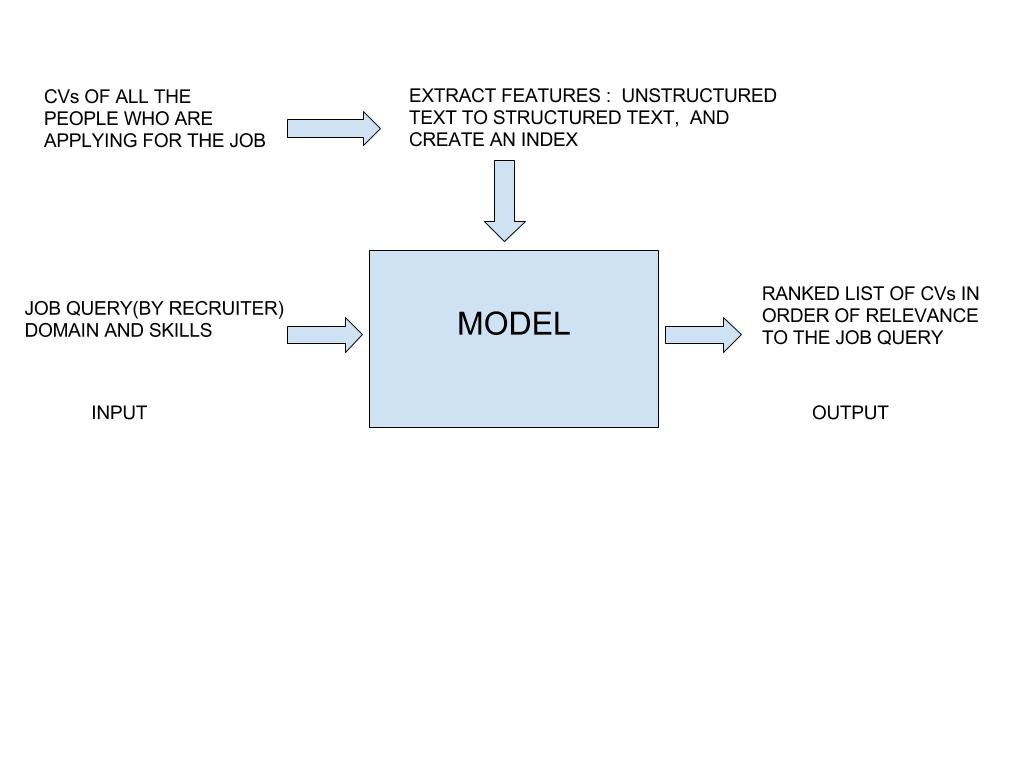 CVs OF ALL THE
PEOPLE WHO ARE
APPLYING FOR THE JOB
EXTRACT FEATURES :  UNSTRUCTURED
TEXT TO STRUCTURED TEXT,  AND
CREATE AN INDEX
JOB QUERY(BY RECRUITER)
DOMAIN AND SKILLS
MODEL
RANKED LIST OF CVs IN
ORDER OF RELEVANCE
TO THE JOB QUERY
INPUT
OUTPUT